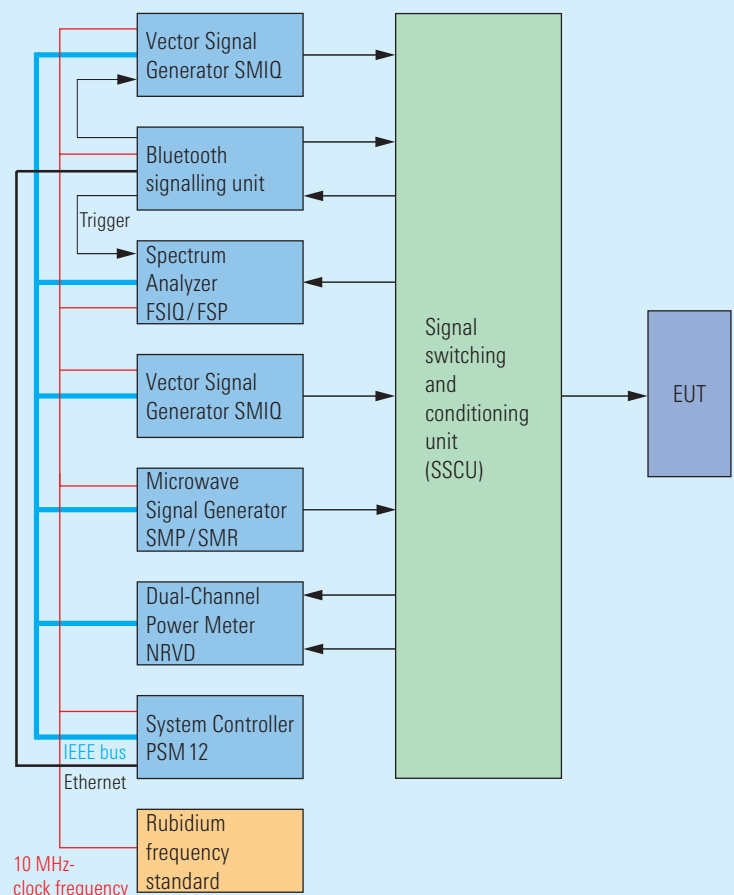 Vector Signal
Generator SMIQ
Bluetooth
signalling unit
Trigger
Spectrum
Analyzer
FSIQ / FSP
Vector Signal
Generator SMIQ
Microwave
Signal Generator
SMP / SMR
Dual-Channel
Power Meter
NRVD
System Controller
PSM 12
IEEE bus
Ethernet
Rubidium
frequency
standard
10 MHz-
clock frequency
Signal
switching
and
conditioning
unit
(SSCU)
EUT